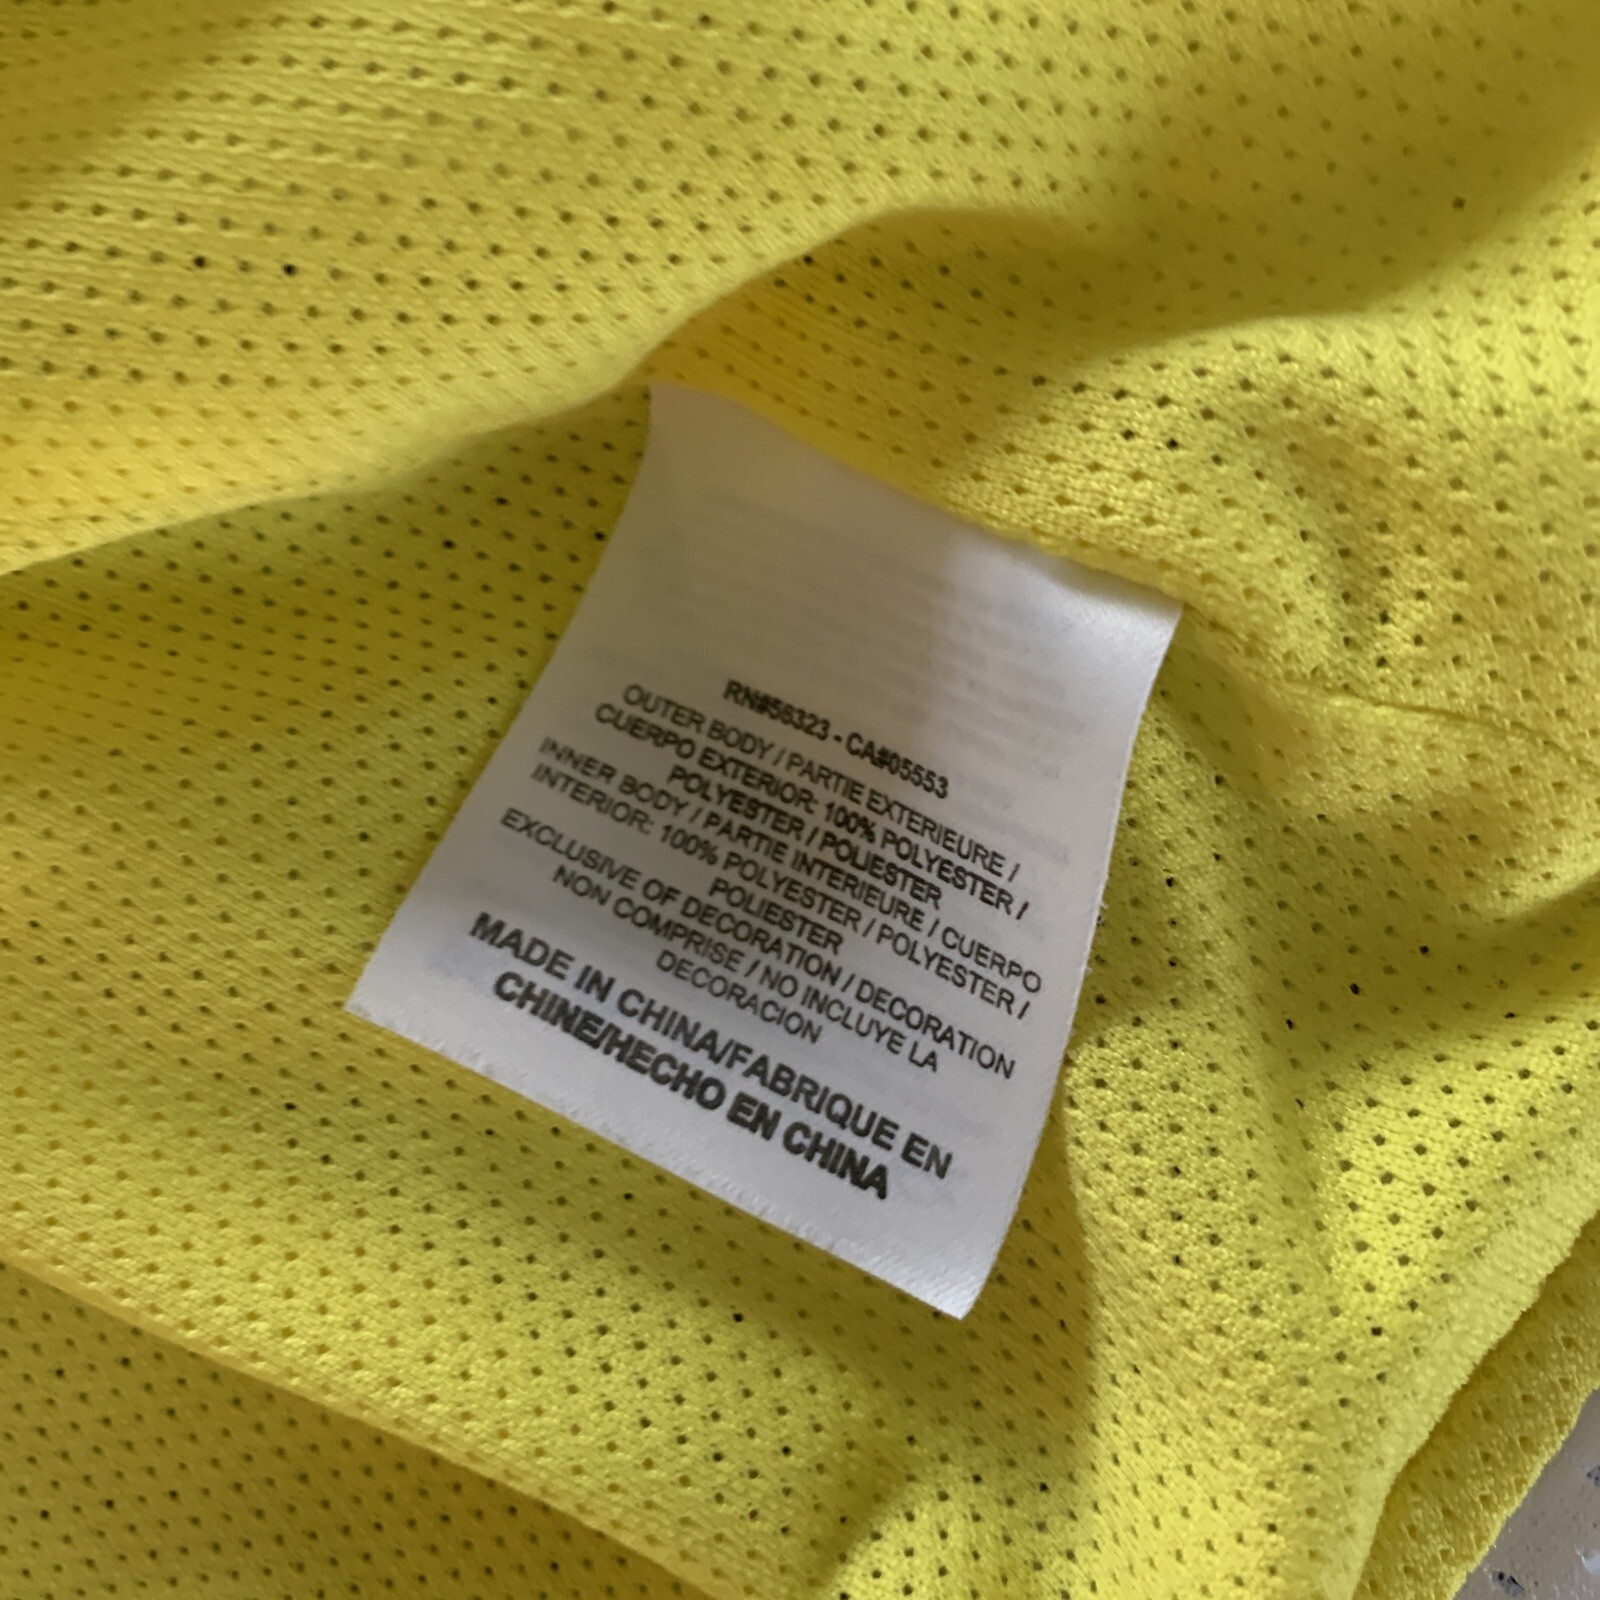 RN#56323 - CA#05553
OUTER BODY / PARTIE EXTERIEURE /
CUERPO EXTERIOR: 100% POLYESTER /
POLYESTER / POLIESTER
INNER BODY / PARTIE INTERIEURE / CUERPO
INTERIOR: 100% POLYESTER / POLYESTER /
POLIESTER
EXCLUSIVE OF DECORATION / DECORATION
NON COMPRISE / NO INCLUYE LA
DECORACION
MADE IN CHINA/FABRIQUE EN
CHINE/HECHO EN CHINA